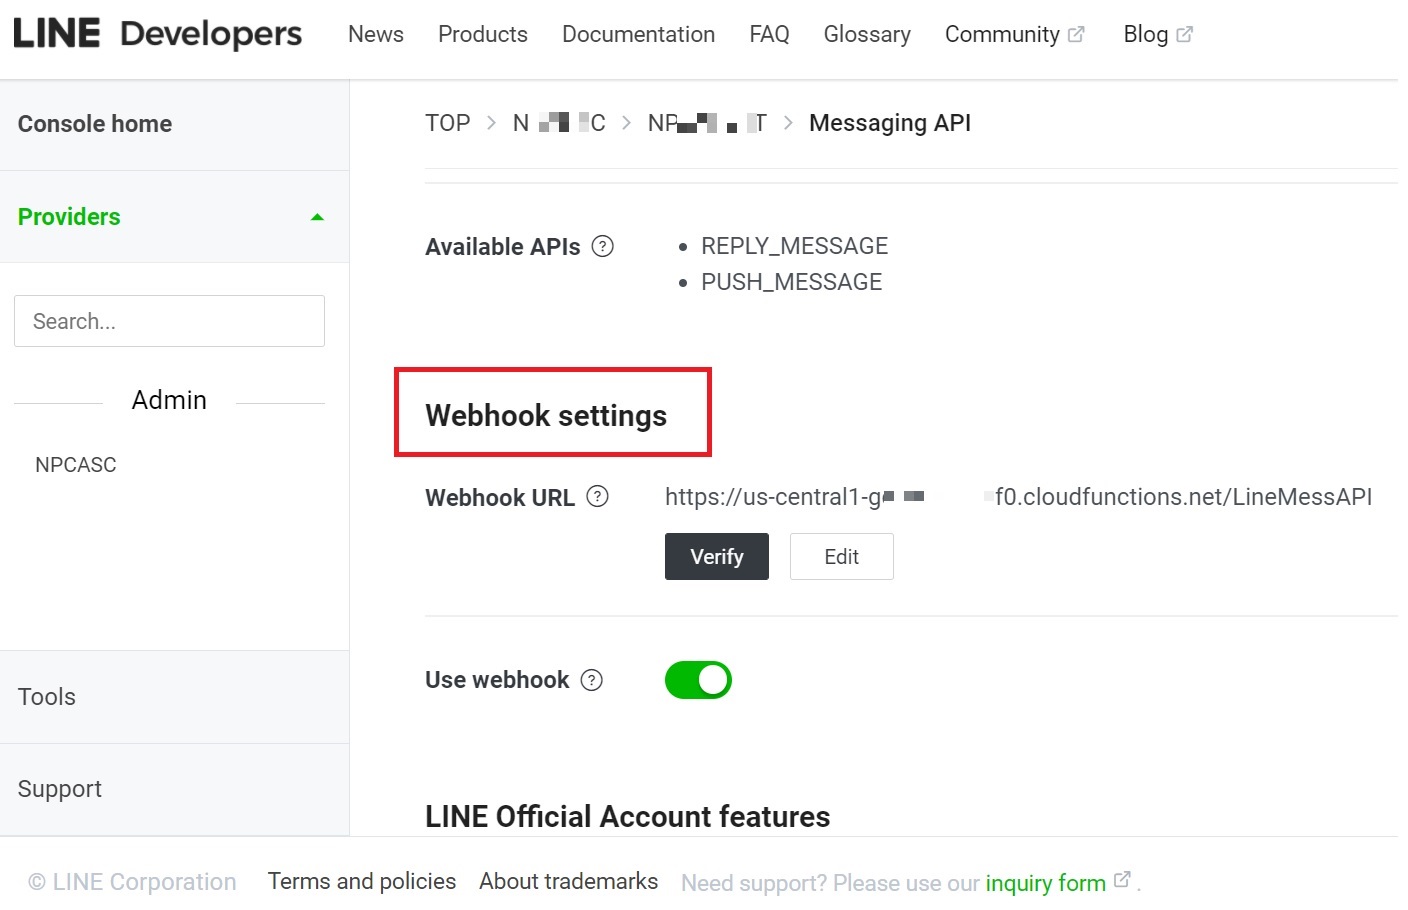 LINE Developers News Products Documentation FAQ Glossary Community Blog
Console home
Providers
Search...
Admin
NPCASC
Tools
Support
TOP > N C > NP T > Messaging API
Available APIs ?
• REPLY_MESSAGE
• PUSH_MESSAGE
Webhook settings
Webhook URL ? https://us-central1-g f0.cloudfunctions.net/LineMessAPI
Verify Edit
Use webhook ?
LINE Official Account features
© LINE Corporation Terms and policies About trademarks Need support? Please use our inquiry form .